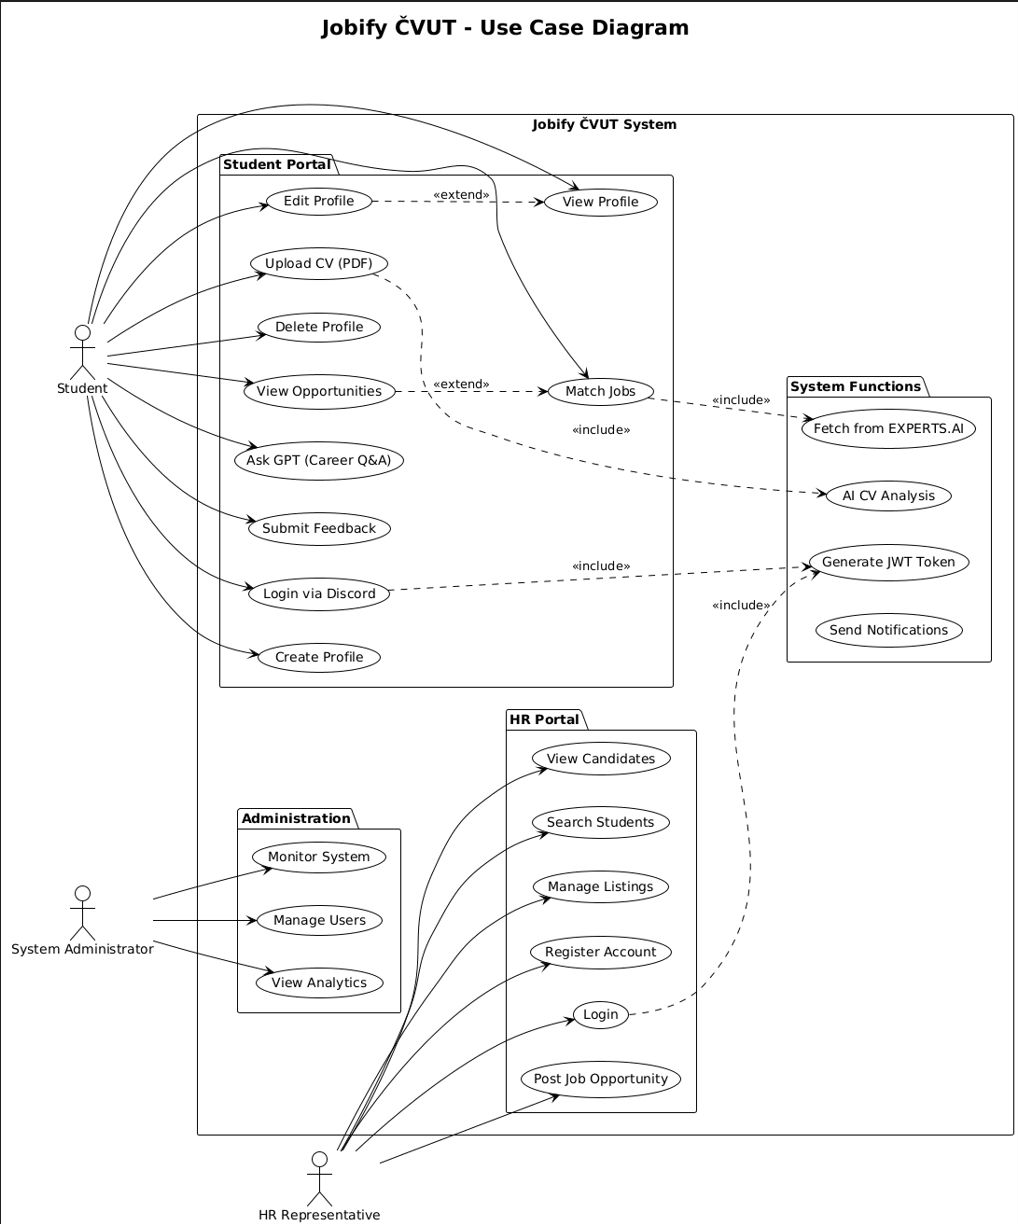 Jobify ČVUT - Use Case Diagram
Jobify ČVUT System
Student Portal
Edit Profile
«extend»
View Profile
Upload CV (PDF)
Delete Profile
Student
View Opportunities
«extend»
Match Jobs
«include»
System Functions
Fetch from EXPERTS.AI
«include»
Ask GPT (Career Q&A)
AI CV Analysis
Submit Feedback
Generate JWT Token
«include»
Login via Discord
«include»
Send Notifications
Create Profile
HR Portal
View Candidates
Search Students
Manage Listings
Register Account
Login
Post Job Opportunity
Administration
Monitor System
Manage Users
View Analytics
System Administrator
HR Representative